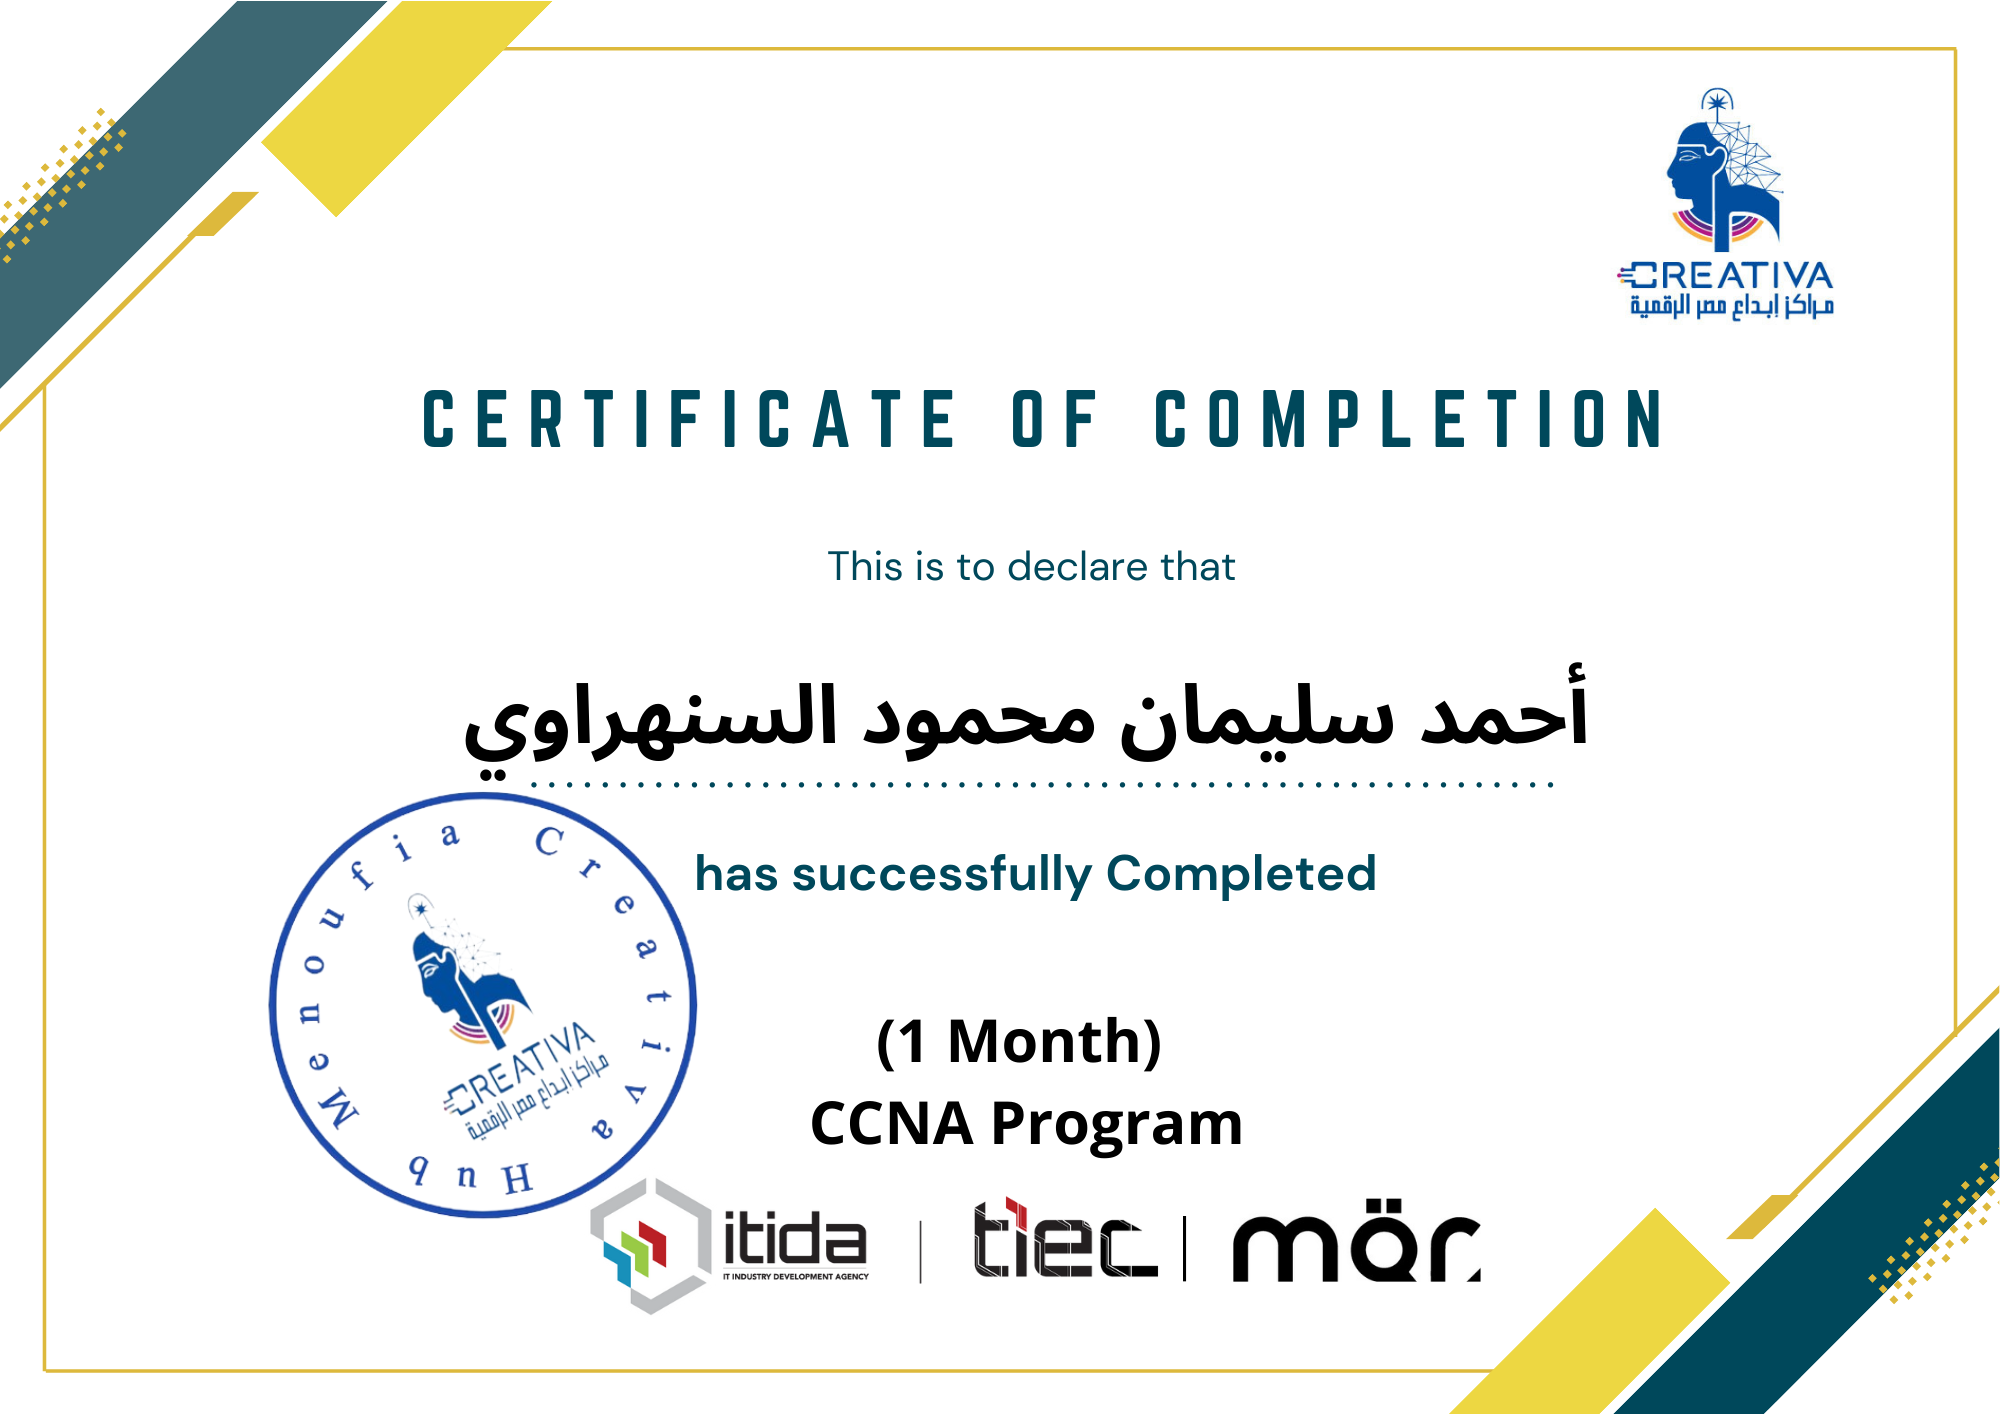 CREATIVA
مراكز إبداع مصر الرقمية
CERTIFICATE OF COMPLETION
This is to declare that
أحمد سليمان محمود السنهراوي
has successfully Completed
Menoufia Creativa Hub
CREATIVA
مراكز ابداع مصر الرقمية
(1 Month)
CCNA Program
itida
IT INDUSTRY DEVELOPMENT AGENCY
tiec
mär